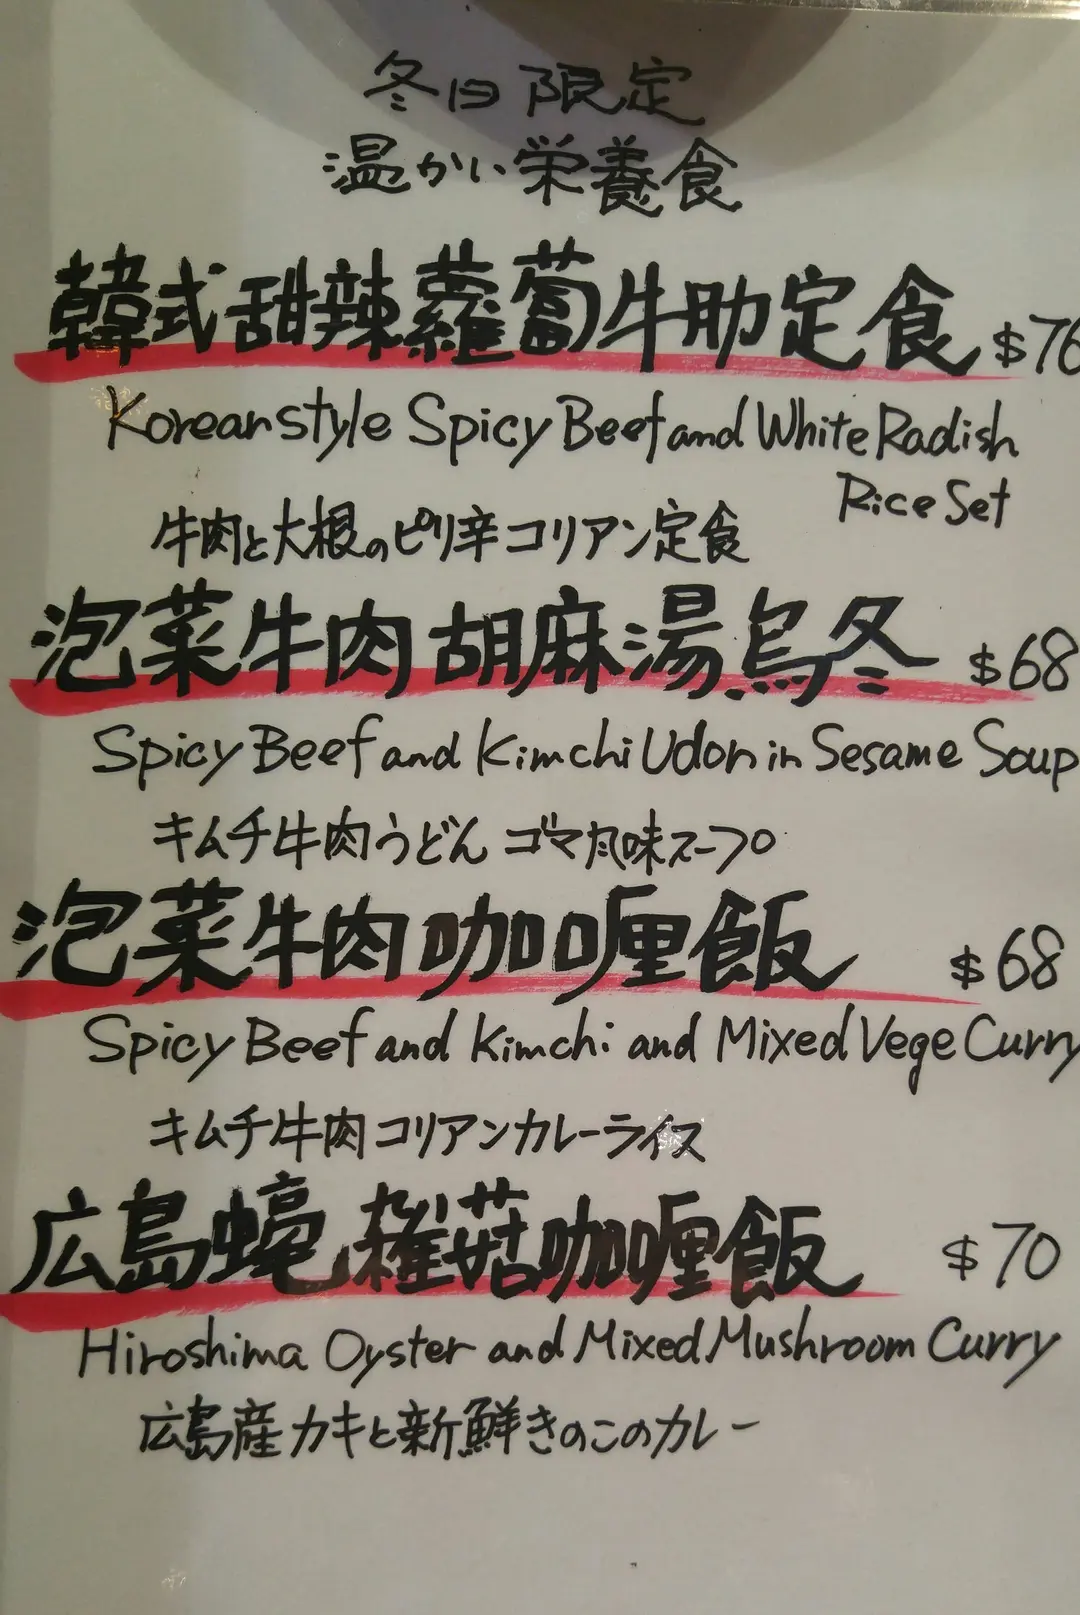 冬日限定
温かい栄養食
韓式甜辣蘿蔔牛肋定食 $76
Korean style Spicy Beef and White Radish
Rice Set
牛肉と大根のピリ辛コリアン定食
泡菜牛肉胡麻湯烏冬 $68
Spicy Beef and Kimchi Udon in Sesame Soup
キムチ牛肉うどん ゴマ風味スープ
泡菜牛肉咖喱飯 $68
Spicy Beef and Kimchi and Mixed Vege Curry
キムチ牛肉コリアンカレーライス
広島蠔雑菇咖喱飯 $70
Hiroshima Oyster and Mixed Mushroom Curry
広島産カキと新鮮きのこのカレー